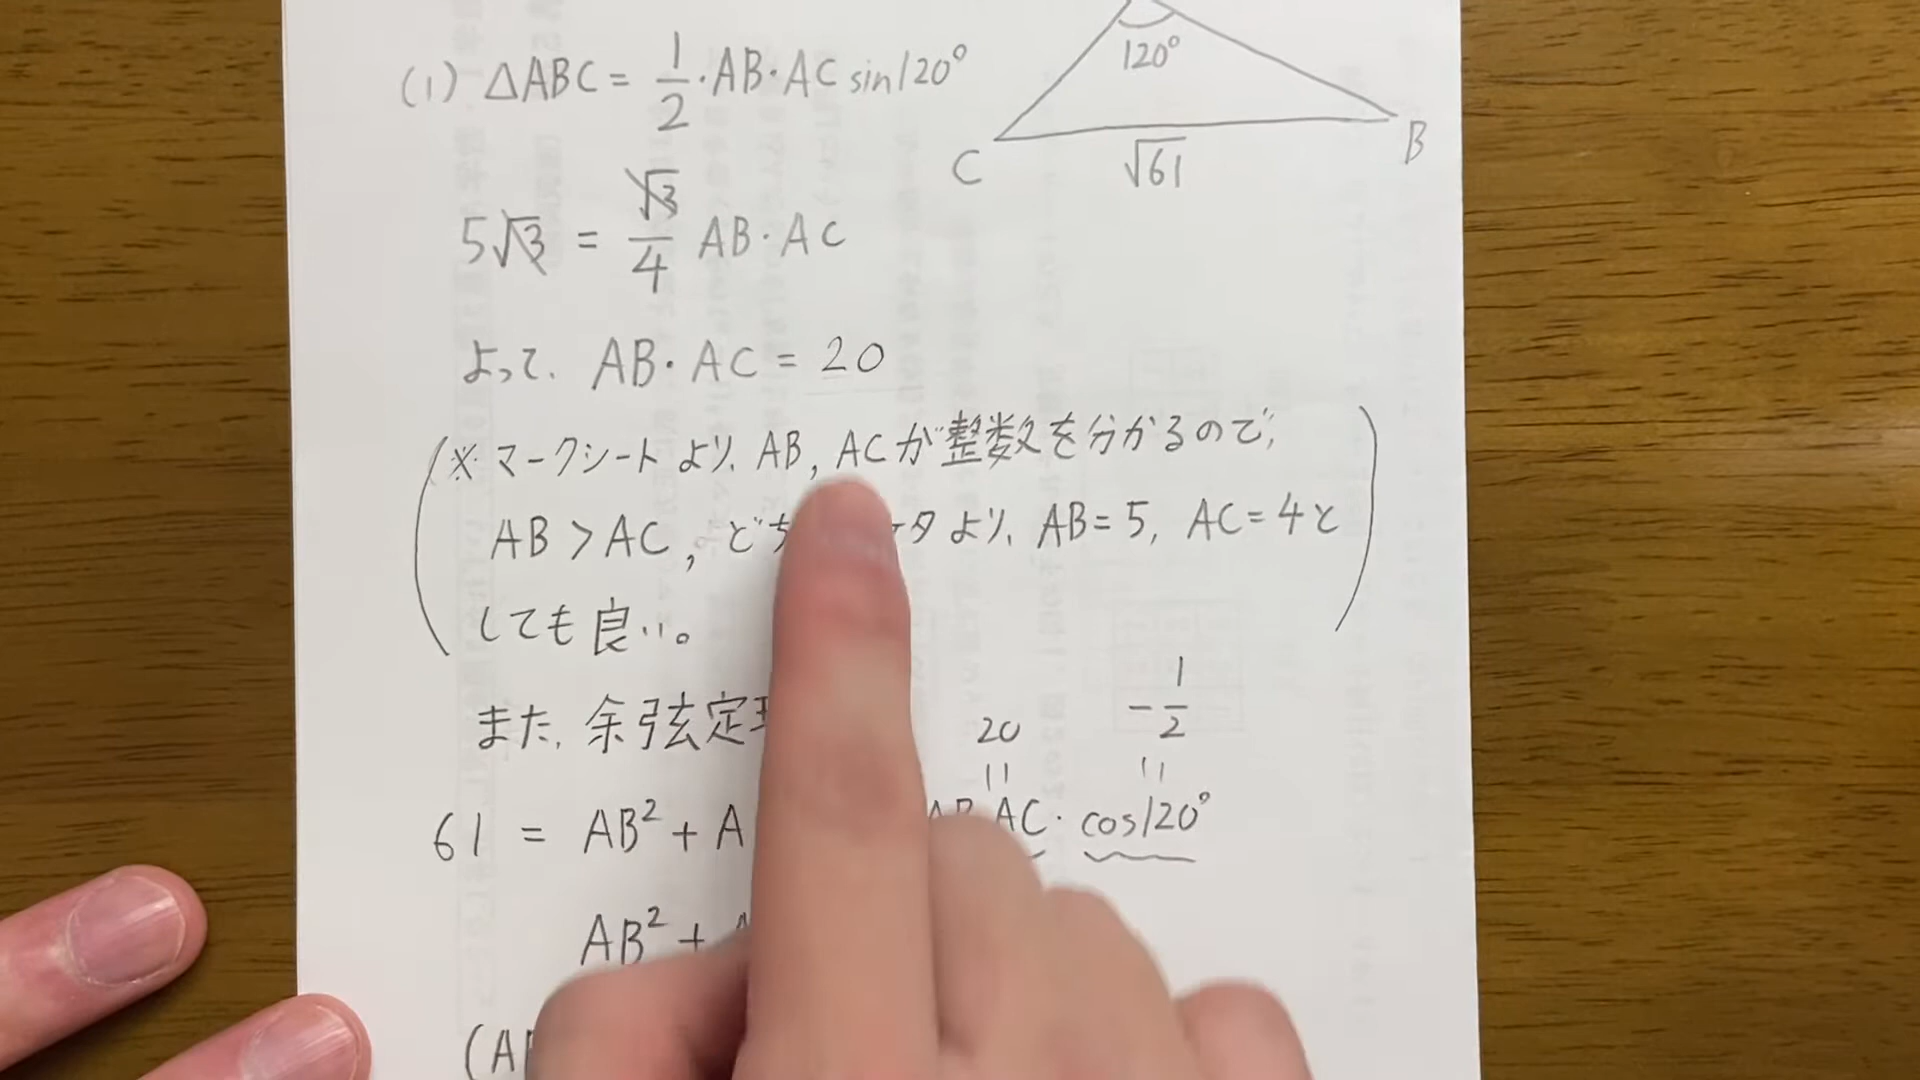 (1) △ABC = 1/2・AB・AC sin120°
120°
C
√61
B
5√3 = √3/4 AB・AC
よって、AB・AC = 20
(※マークシートより、AB, ACが整数を分かるので、
AB > AC, どち タより、AB=5, AC=4と
しても良い。)
また、余弦定
20
-1/2
||
||
61 = AB² + A AC・cos120°
AB² +
(A